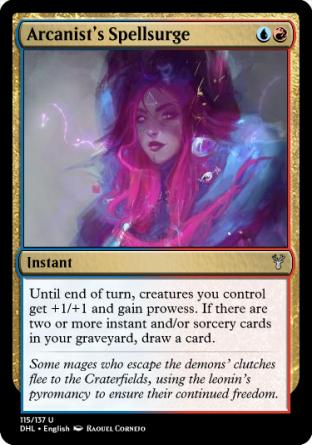 Arcanist's Spellsurge
Instant
Until end of turn, creatures you control
get +1/+1 and gain prowess. If there are
two or more instant and/or sorcery cards
in your graveyard, draw a card.
Some mages who escape the demons' clutches
flee to the Craterfields, using the leonin's
pyromancy to ensure their continued freedom.
115/137 U
DHL • English Raquel Cornejo